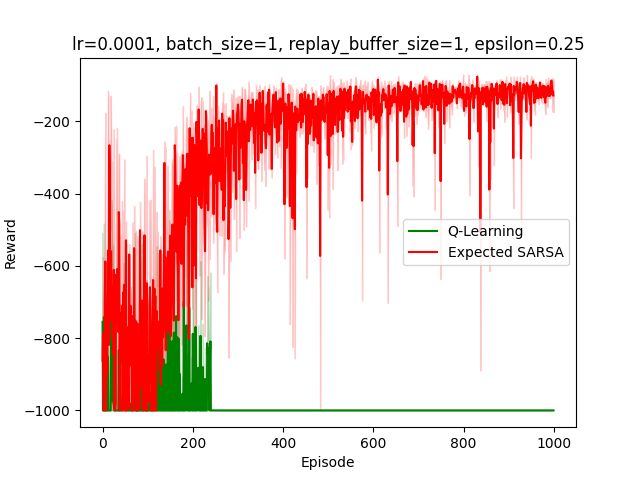 lr=0.0001, batch_size=1, replay_buffer_size=1, epsilon=0.25
Reward
−200
−400
−600
−800
−1000
Q-Learning
Expected SARSA
0
200
400
600
800
1000
Episode